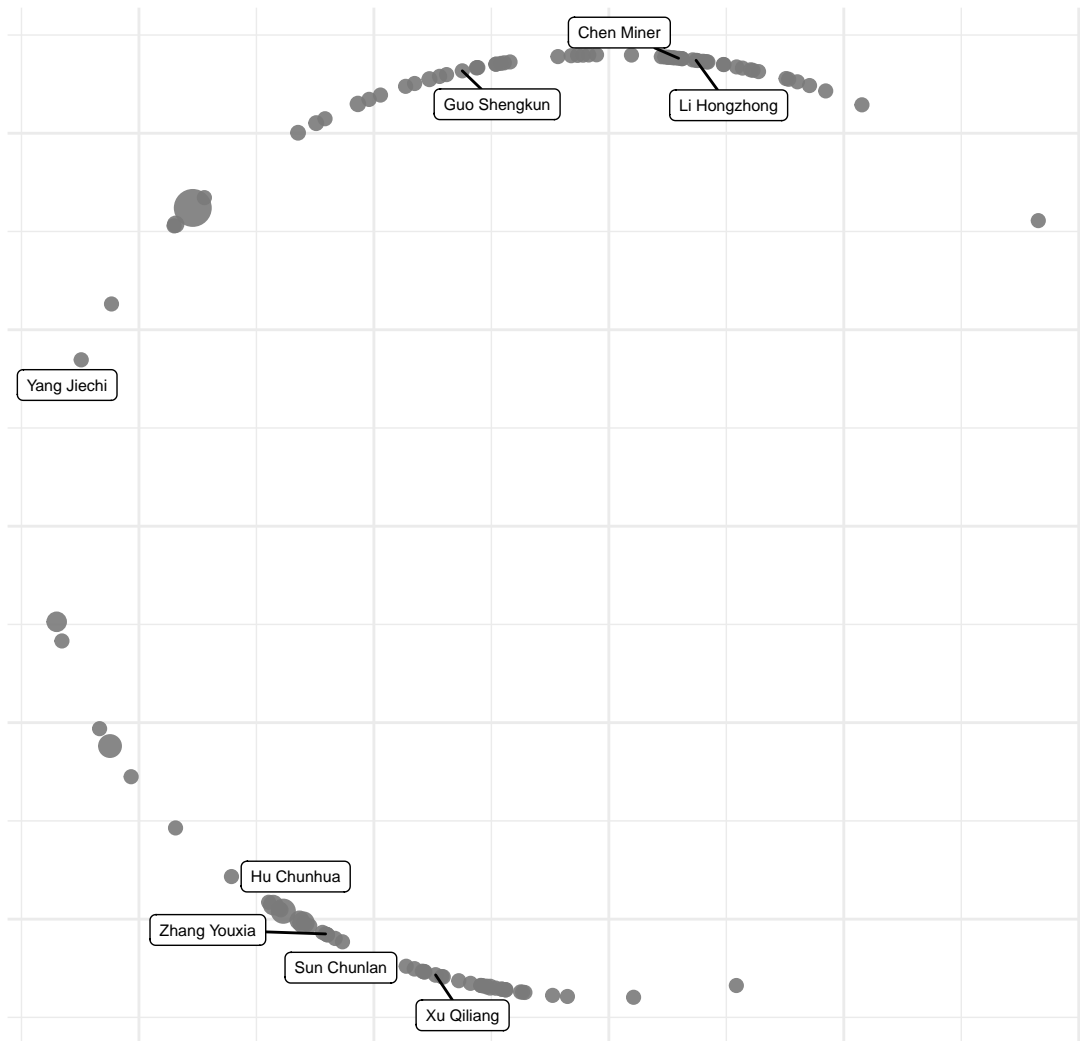 Chen Miner
Guo Shengkun
Li Hongzhong
Yang Jiechi
Hu Chunhua
Zhang Youxia
Sun Chunlan
Xu Qiliang